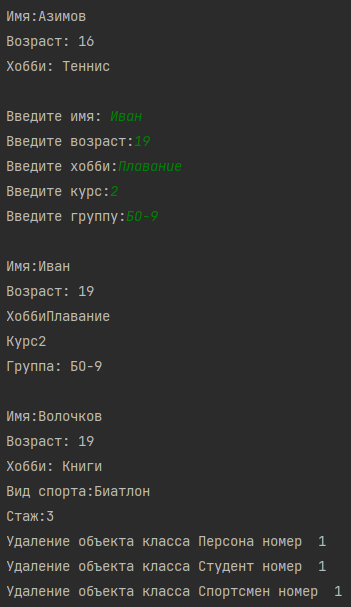 Имя:Азимов
Возраст: 16
Хобби: Теннис
Введите имя: Иван
Введите возраст:19
Введите хобби:Плавание
Введите курс:2
Введите группу:БО-9
Имя:Иван
Возраст: 19
ХоббиПлавание
Курс2
Группа: БО-9
Имя:Волочков
Возраст: 19
Хобби: Книги
Вид спорта:Биатлон
Стаж:3
Удаление объекта класса Персона номер  1
Удаление объекта класса Студент номер  1
Удаление объекта класса Спортсмен номер  1